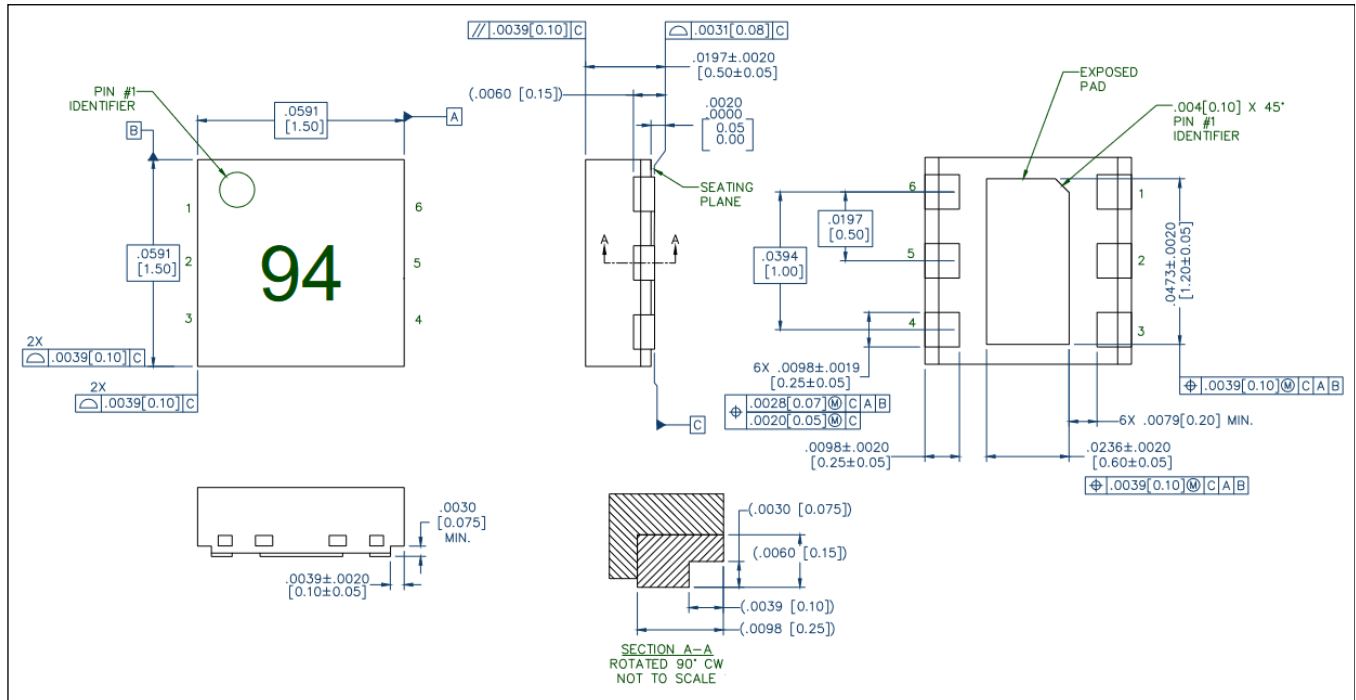 // .0039[0.10] C
⌓ .0031[0.08] C
.0197±.0020
[0.50±0.05]
PIN #1
IDENTIFIER
.0591
[1.50]
A
B
(.0060 [0.15])
.0020
.0000
[0.05
0.00]
EXPOSED
PAD
.004[0.10] X 45°
PIN #1
IDENTIFIER
SEATING
PLANE
1
6
.0591
[1.50]
2
5
94
3
4
A
A
6
1
.0197
[0.50]
.0394
[1.00]
5
2
.0473±.0020
[1.20±0.05]
4
3
2X
⌓ .0039[0.10] C
2X
⌓ .0039[0.10] C
6X .0098±.0019
[0.25±0.05]
⌖ .0028[0.07]Ⓜ C A B
.0020[0.05]Ⓜ C
C
⌖ .0039[0.10]Ⓜ C A B
6X .0079[0.20] MIN.
.0098±.0020
[0.25±0.05]
.0236±.0020
[0.60±0.05]
⌖ .0039[0.10]Ⓜ C A B
.0030
[0.075]
MIN.
.0039±.0020
[0.10±0.05]
(.0030 [0.075])
(.0060 [0.15])
(.0039 [0.10])
(.0098 [0.25])
SECTION A-A
ROTATED 90° CW
NOT TO SCALE